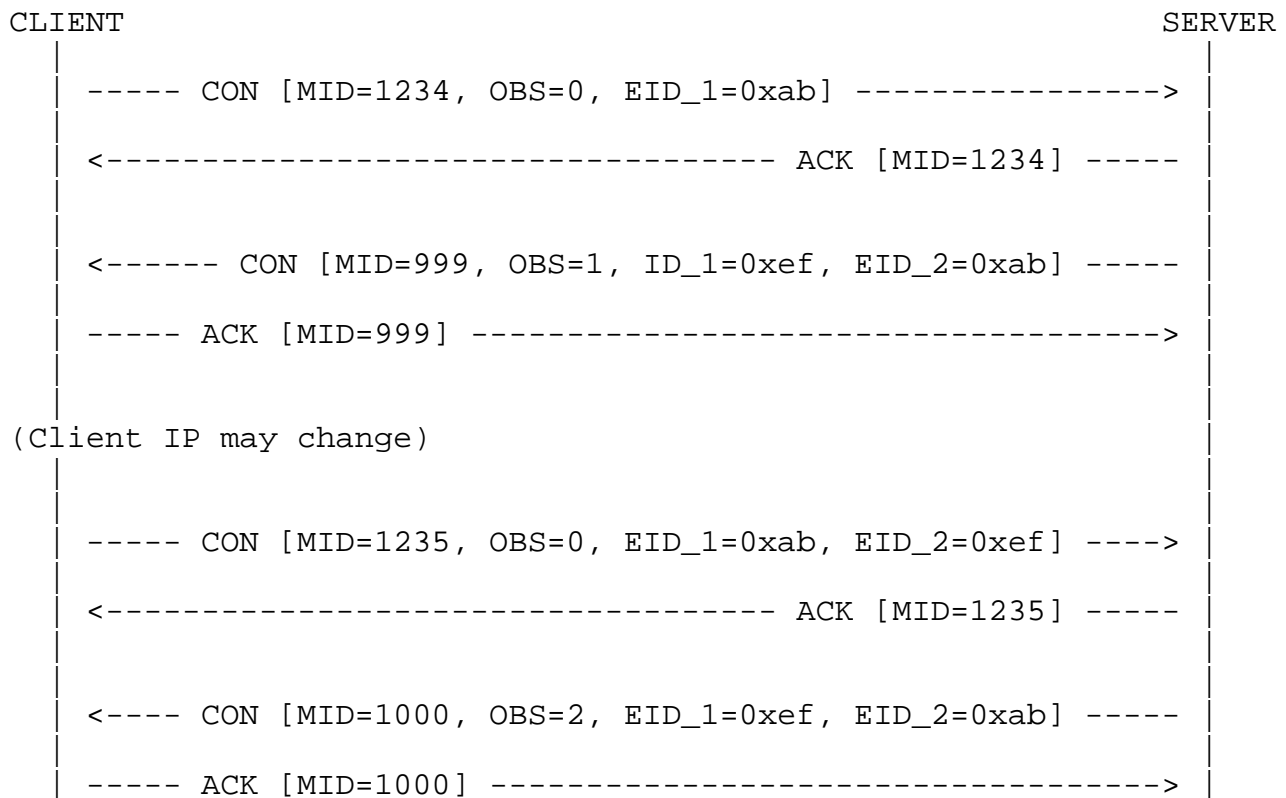 CLIENT SERVER
----- CON [MID=1234, OBS=0, EID_1=0xab] ---------------->
<----------------------------------- ACK [MID=1234] -----
<------ CON [MID=999, OBS=1, ID_1=0xef, EID_2=0xab] -----
----- ACK [MID=999] ------------------------------------>
(Client IP may change)
----- CON [MID=1235, OBS=0, EID_1=0xab, EID_2=0xef] ---->
<----------------------------------- ACK [MID=1235] -----
<---- CON [MID=1000, OBS=2, EID_1=0xef, EID_2=0xab] -----
----- ACK [MID=1000] ----------------------------------->